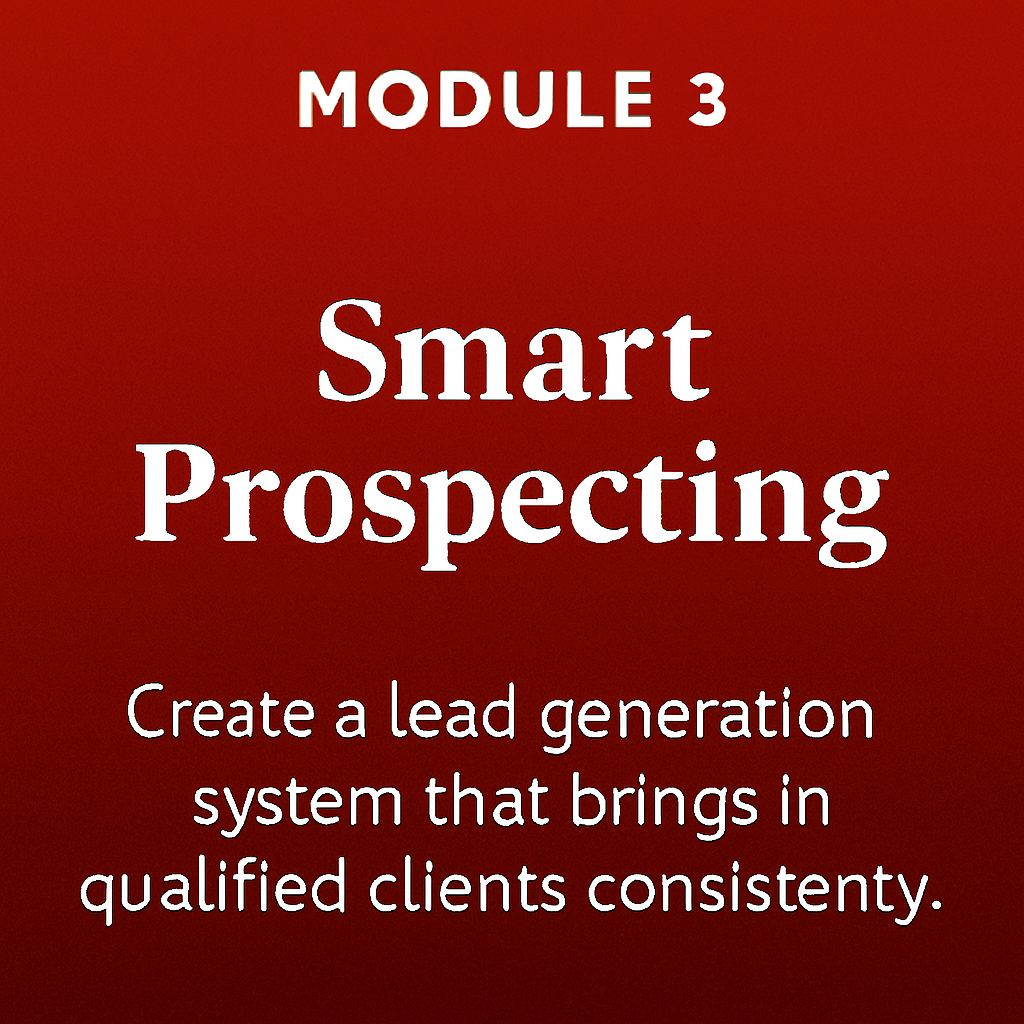 MODULE 3
Smart
Prospecting
Create a lead generation
system that brings in
qualified clients consistenty.